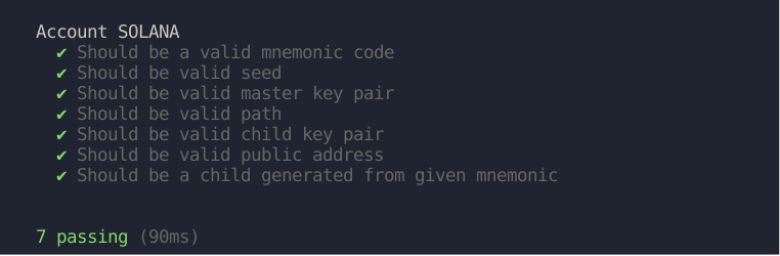 Account SOLANA
✔ Should be a valid mnemonic code
✔ Should be valid seed
✔ Should be valid master key pair
✔ Should be valid path
✔ Should be valid child key pair
✔ Should be valid public address
✔ Should be a child generated from given mnemonic
7 passing (90ms)